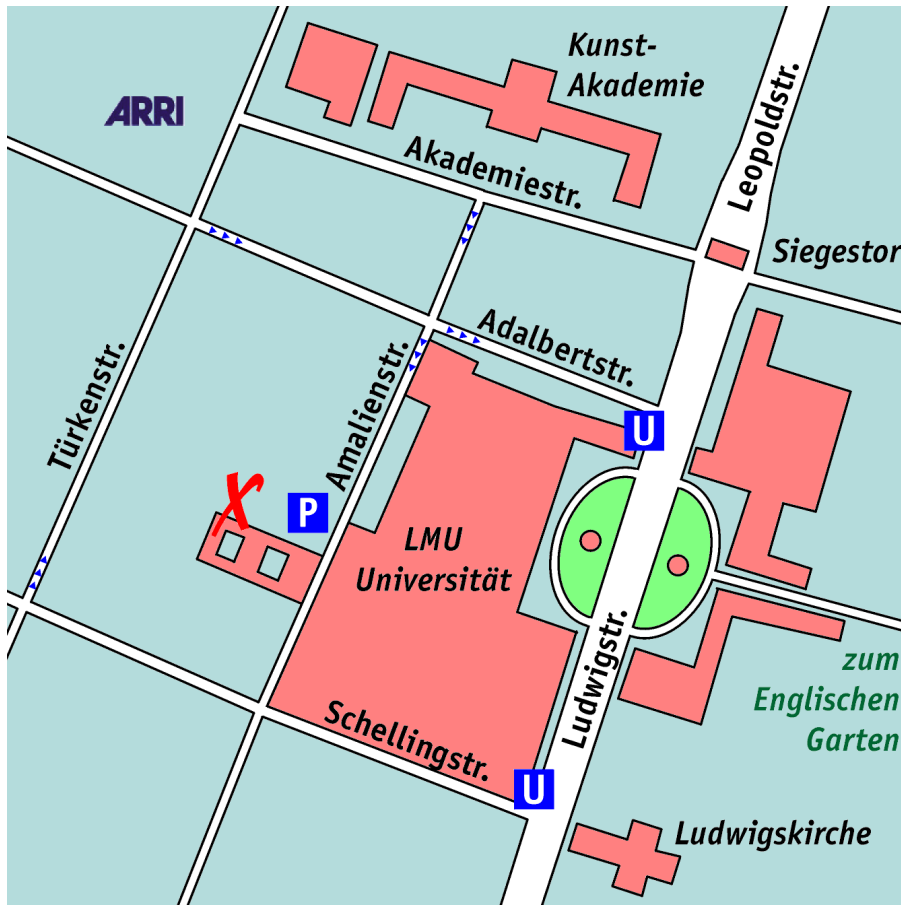 Kunst-
Akademie
Leopoldstr.
ARRI
Akademiestr.
Siegestor
Adalbertstr.
Türkenstr.
Amalienstr.
U
P
LMU
Universität
Ludwigstr.
zum
Englischen
Garten
Schellingstr.
U
Ludwigskirche